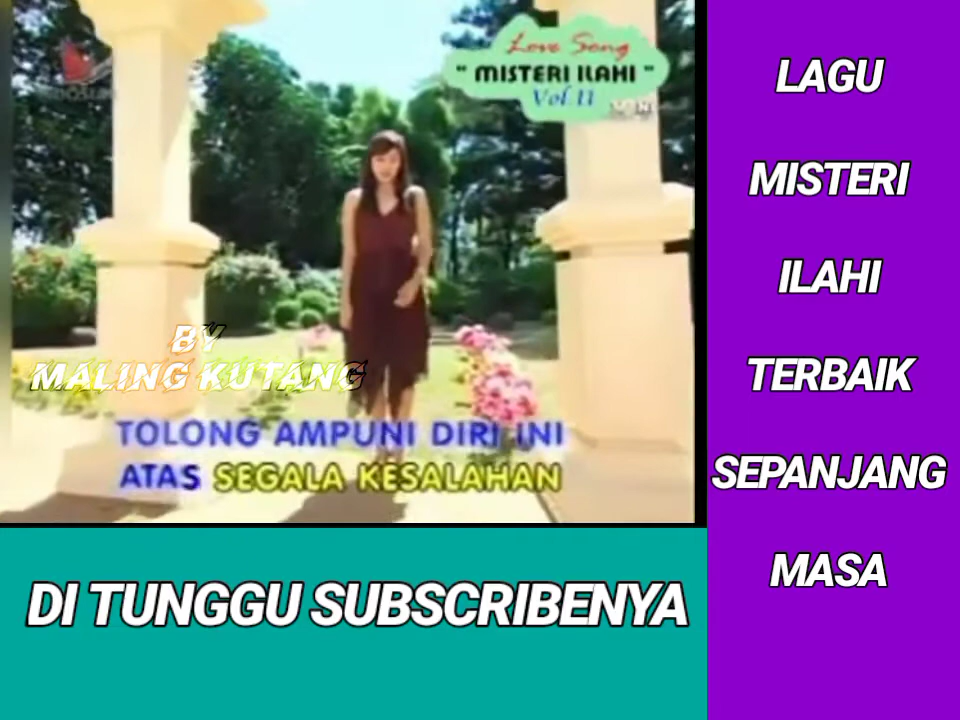 Love Song
" MISTERI ILAHI "
Vol.11
BY
MALING KUTANG
TOLONG AMPUNI DIRI INI
ATAS SEGALA KESALAHAN
LAGU
MISTERI
ILAHI
TERBAIK
SEPANJANG
MASA
DI TUNGGU SUBSCRIBENYA